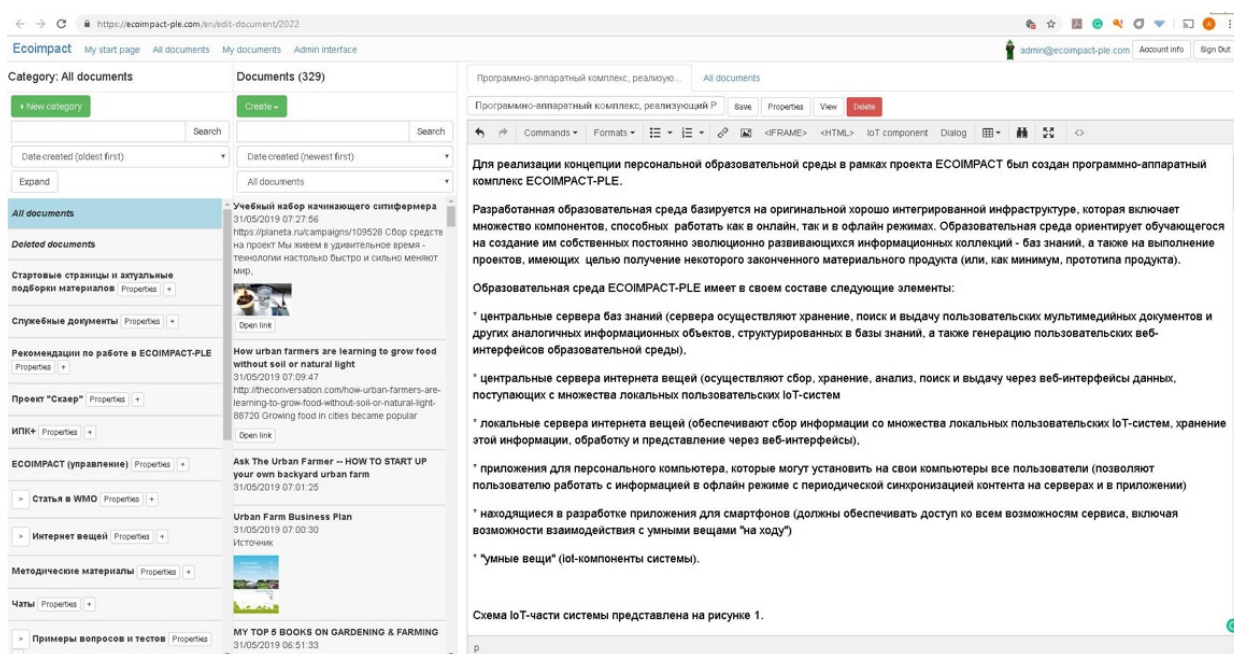 https://ecoimpact-ple.com/en/edit-document/2022
Ecoimpact My start page All documents My documents Admin interface
admin@ecoimpact-ple.com Account info Sign Out
Category: All documents
+ New category
Search
Date created (oldest first)
Expand
All documents
Deleted documents
Стартовые страницы и актуальные
подборки материалов Properties +
Служебные документы Properties +
Рекомендации по работе в ECOIMPACT-PLE
Properties +
Проект "Скаер" Properties +
ИПК+ Properties +
ECOIMPACT (управление) Properties +
> Статья в WMO Properties +
> Интернет вещей Properties +
Методические материалы Properties +
Чаты Properties +
> Примеры вопросов и тестов Properties
Documents (329)
Create
Search
Date created (newest first)
All documents
Учебный набор начинающего ситифермера
31/05/2019 07:27:56
https://planeta.ru/campaigns/109528 Сбор средств
на проект Мы живем в удивительное время -
технологии настолько быстро и сильно меняют
мир,
Open link
How urban farmers are learning to grow food
without soil or natural light
31/05/2019 07:09:47
http://theconversation.com/how-urban-farmers-are-
learning-to-grow-food-without-soil-or-natural-light-
88720 Growing food in cities became popular
Open link
Ask The Urban Farmer -- HOW TO START UP
your own backyard urban farm
31/05/2019 07:01:25
Urban Farm Business Plan
31/05/2019 07:00:30
Источник
MY TOP 5 BOOKS ON GARDENING & FARMING
31/05/2019 06:51:33
Программно-аппаратный комплекс, реализую... All documents
Программно-аппаратный комплекс, реализующий Р Save Properties View Delete
Commands Formats <IFRAME> <HTML> IoT component Dialog
Для реализации концепции персональной образовательной среды в рамках проекта ECOIMPACT был создан программно-аппаратный
комплекс ECOIMPACT-PLE.
Разработанная образовательная среда базируется на оригинальной хорошо интегрированной инфраструктуре, которая включает
множество компонентов, способных работать как в онлайн, так и в офлайн режимах. Образовательная среда ориентирует обучающегося
на создание им собственных постоянно эволюционно развивающихся информационных коллекций - баз знаний, а также на выполнение
проектов, имеющих целью получение некоторого законченного материального продукта (или, как минимум, прототипа продукта).
Образовательная среда ECOIMPACT-PLE имеет в своем составе следующие элементы:
* центральные сервера баз знаний (сервера осуществляют хранение, поиск и выдачу пользовательских мультимедийных документов и
других аналогичных информационных объектов, структурированных в базы знаний, а также генерацию пользовательских веб-
интерфейсов образовательной среды),
* центральные сервера интернета вещей (осуществляют сбор, хранение, анализ, поиск и выдачу через веб-интерфейсы данных,
поступающих с множества локальных пользовательских IoT-систем
* локальные сервера интернета вещей (обеспечивают сбор информации со множества локальных пользовательских IoT-систем, хранение
этой информации, обработку и представление через веб-интерфейсы),
* приложения для персонального компьютера, которые могут установить на свои компьютеры все пользователи (позволяют
пользователю работать с информацией в офлайн режиме с периодической синхронизацией контента на серверах и в приложении)
* находящиеся в разработке приложения для смартфонов (должны обеспечивать доступ ко всем возможносям сервиса, включая
возможности взаимодействия с умными вещами "на ходу")
* "умные вещи" (iot-компоненты системы).
Схема IoT-части системы представлена на рисунке 1.
p